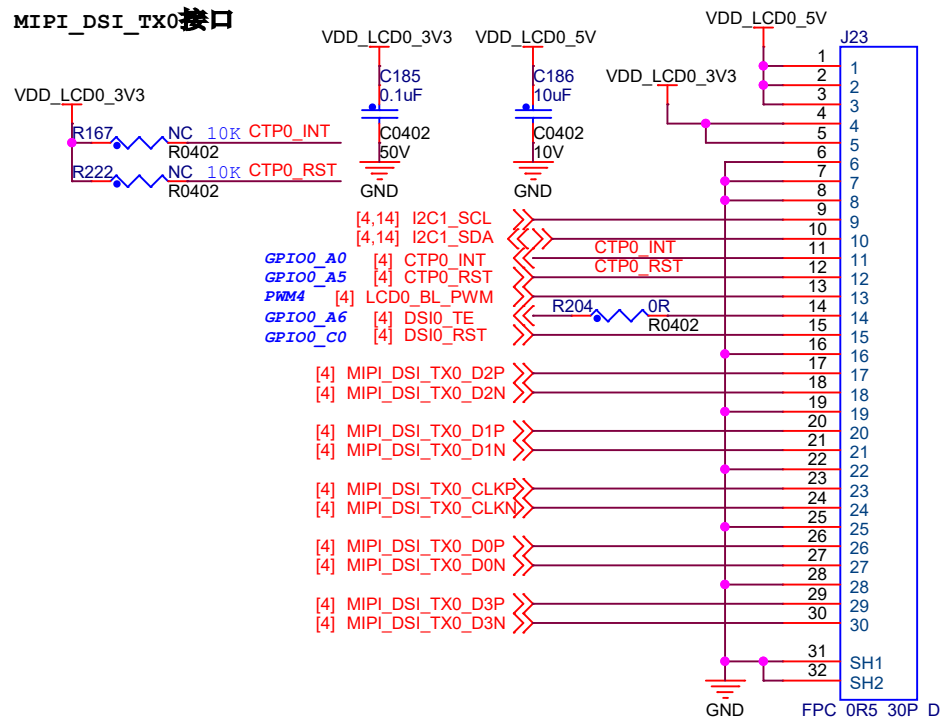 MIPI_DSI_TX0接口
VDD_LCD0_3V3
VDD_LCD0_5V
VDD_LCD0_5V
VDD_LCD0_3V3
VDD_LCD0_3V3
C185
0.1uF
C0402
50V
GND
C186
10uF
C0402
10V
GND
R167 NC 10K CTP0_INT
R0402
R222 NC 10K CTP0_RST
R0402
J23
1 1
2 2
3 3
4 4
5 5
6 6
7 7
8 8
[4,14] I2C1_SCL 9 9
[4,14] I2C1_SDA 10 10
GPIO0_A0 [4] CTP0_INT CTP0_INT 11 11
GPIO0_A5 [4] CTP0_RST CTP0_RST 12 12
PWM4 [4] LCD0_BL_PWM 13 13
GPIO0_A6 [4] DSI0_TE R204 0R R0402 14 14
GPIO0_C0 [4] DSI0_RST 15 15
16 16
[4] MIPI_DSI_TX0_D2P 17 17
[4] MIPI_DSI_TX0_D2N 18 18
19 19
[4] MIPI_DSI_TX0_D1P 20 20
[4] MIPI_DSI_TX0_D1N 21 21
22 22
[4] MIPI_DSI_TX0_CLKP 23 23
[4] MIPI_DSI_TX0_CLKN 24 24
25 25
[4] MIPI_DSI_TX0_D0P 26 26
[4] MIPI_DSI_TX0_D0N 27 27
28 28
[4] MIPI_DSI_TX0_D3P 29 29
[4] MIPI_DSI_TX0_D3N 30 30
31 SH1
32 SH2
GND
FPC 0R5 30P D